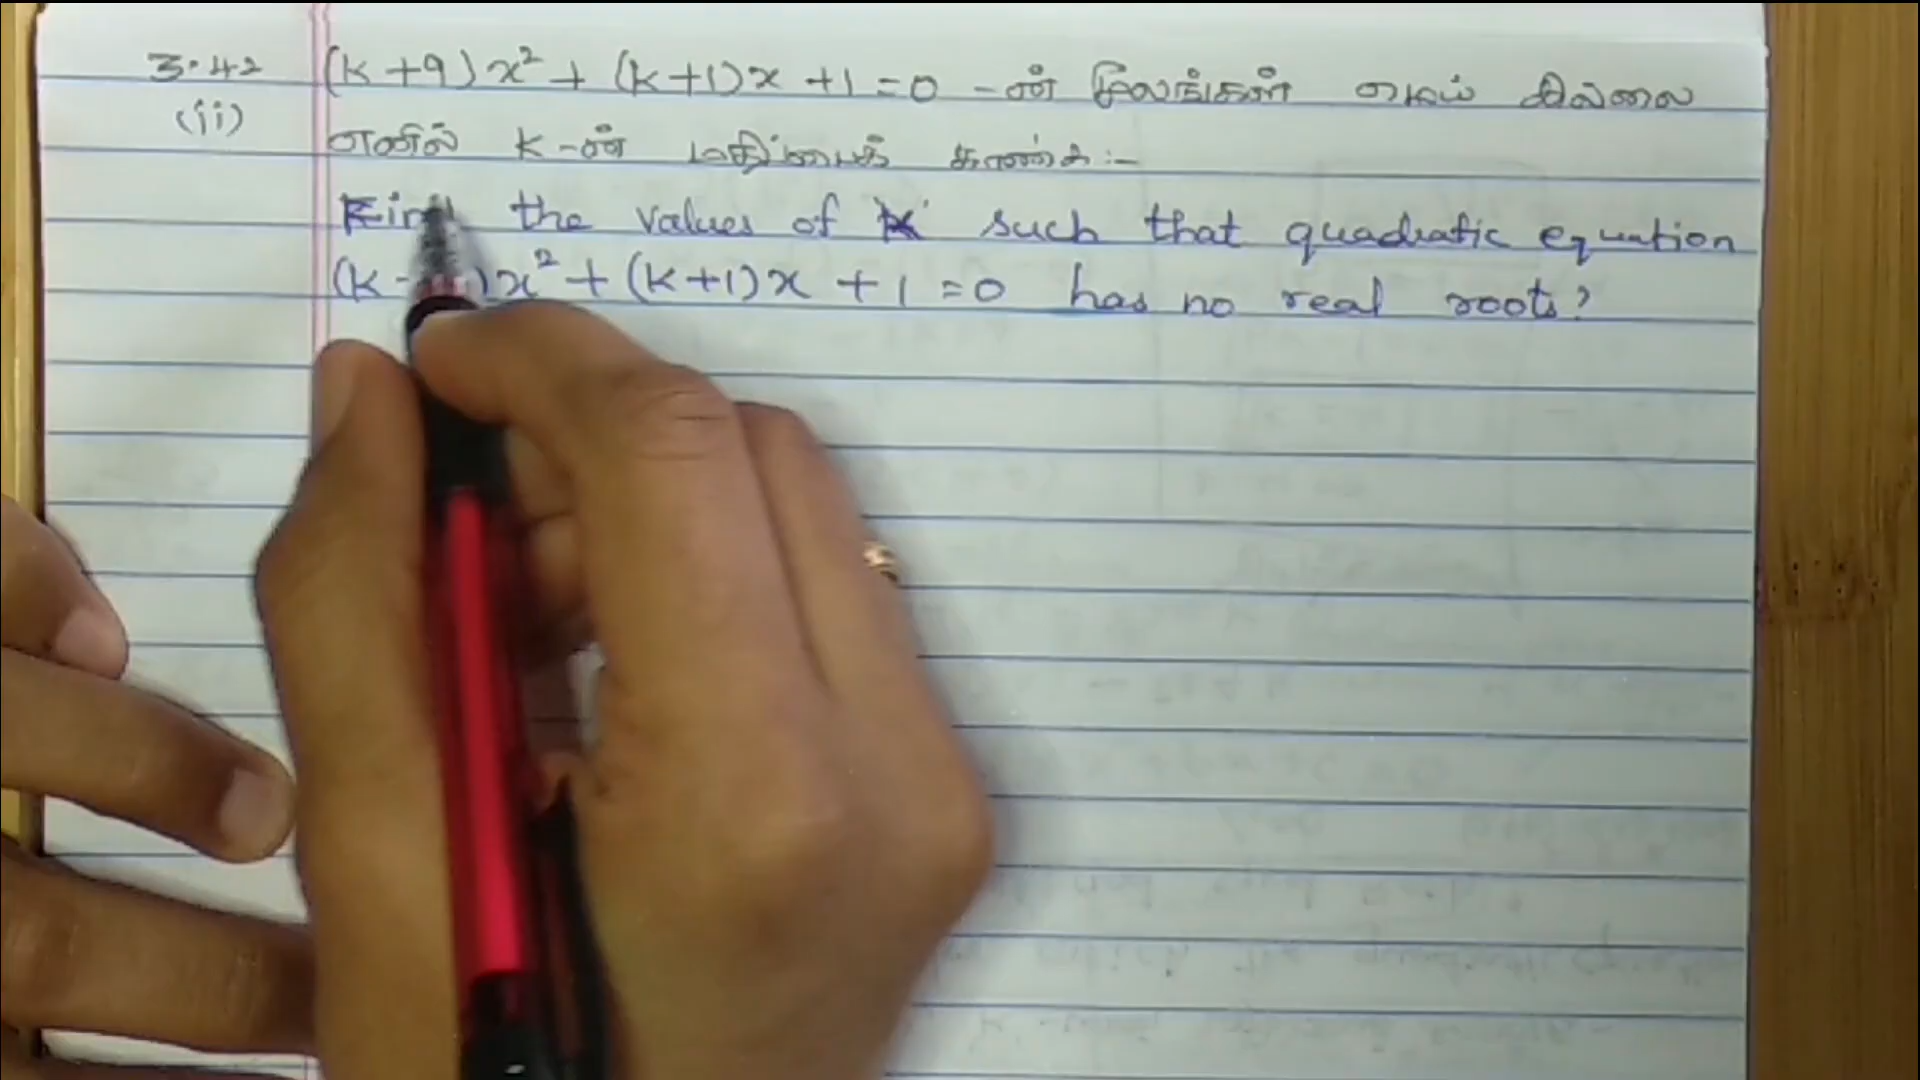 3.42 (k+9)x² + (k+1)x +1=0 -ன் மூலங்கள் மெய் இல்லை
(ii) எனில் k-ன் மதிப்பைக் காண்க :-
Find the values of 'k' such that quadratic equation
(k+9)x² + (k+1)x + 1 = 0 has no real roots?